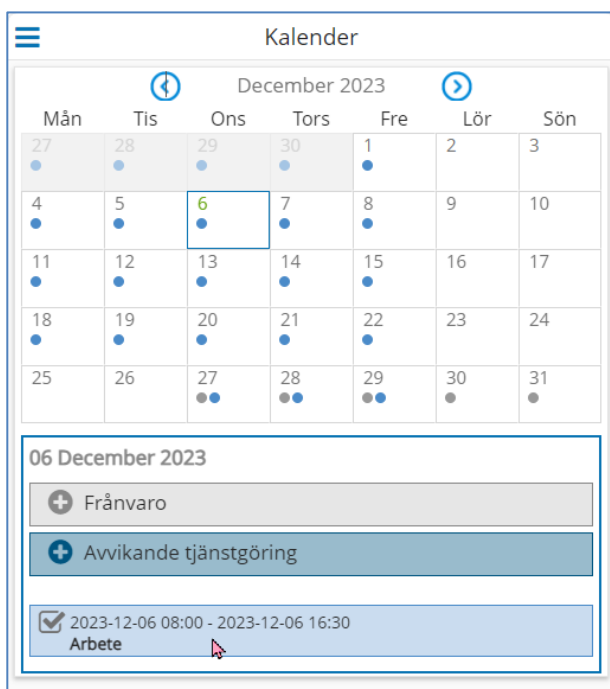 Kalender
December 2023
Mån Tis Ons Tors Fre Lör Sön
27 28 29 30 1 2 3
4 5 6 7 8 9 10
11 12 13 14 15 16 17
18 19 20 21 22 23 24
25 26 27 28 29 30 31
06 December 2023
Frånvaro
Avvikande tjänstgöring
2023-12-06 08:00 - 2023-12-06 16:30
Arbete